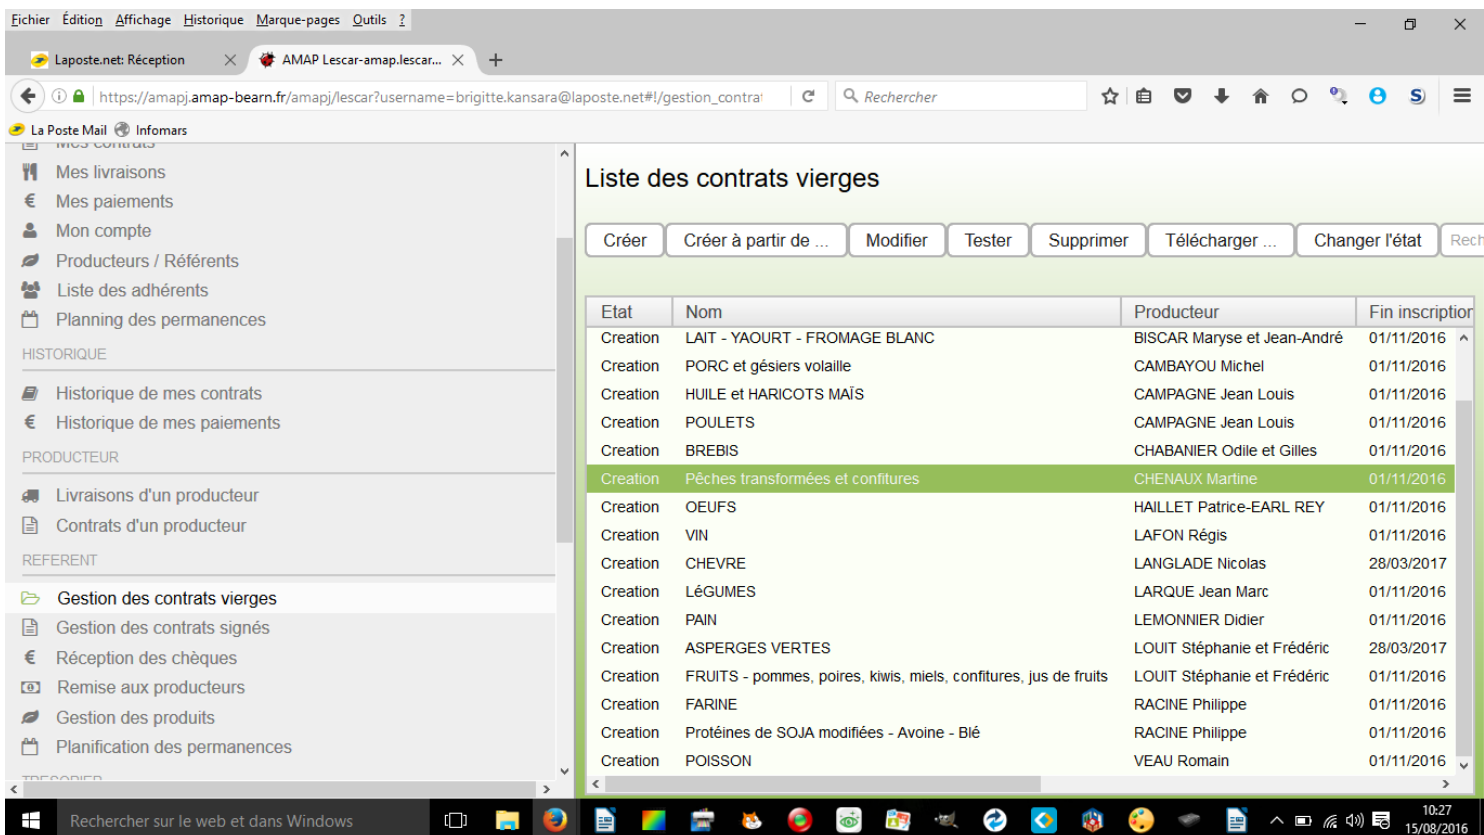 Fichier Édition Affichage Historique Marque-pages Outils ?
Laposte.net: Réception
AMAP Lescar-amap.lescar...
https://amapj.amap-bearn.fr/amapj/lescar?username=brigitte.kansara@laposte.net#!/gestion_contrat
Rechercher
La Poste Mail Infomars
Mes contrats
Mes livraisons
€ Mes paiements
Mon compte
Producteurs / Référents
Liste des adhérents
Planning des permanences
HISTORIQUE
Historique de mes contrats
€ Historique de mes paiements
PRODUCTEUR
Livraisons d'un producteur
Contrats d'un producteur
REFERENT
Gestion des contrats vierges
Gestion des contrats signés
€ Réception des chèques
Remise aux producteurs
Gestion des produits
Planification des permanences
TRESORIER
Liste des contrats vierges
Créer Créer à partir de ... Modifier Tester Supprimer Télécharger ... Changer l'état Rech
Etat Nom Producteur Fin inscription
Creation LAIT - YAOURT - FROMAGE BLANC BISCAR Maryse et Jean-André 01/11/2016
Creation PORC et gésiers volaille CAMBAYOU Michel 01/11/2016
Creation HUILE et HARICOTS MAÏS CAMPAGNE Jean Louis 01/11/2016
Creation POULETS CAMPAGNE Jean Louis 01/11/2016
Creation BREBIS CHABANIER Odile et Gilles 01/11/2016
Creation Pêches transformées et confitures CHENAUX Martine 01/11/2016
Creation OEUFS HAILLET Patrice-EARL REY 01/11/2016
Creation VIN LAFON Régis 01/11/2016
Creation CHEVRE LANGLADE Nicolas 28/03/2017
Creation LéGUMES LARQUE Jean Marc 01/11/2016
Creation PAIN LEMONNIER Didier 01/11/2016
Creation ASPERGES VERTES LOUIT Stéphanie et Frédéric 28/03/2017
Creation FRUITS - pommes, poires, kiwis, miels, confitures, jus de fruits LOUIT Stéphanie et Frédéric 01/11/2016
Creation FARINE RACINE Philippe 01/11/2016
Creation Protéines de SOJA modifiées - Avoine - Blé RACINE Philippe 01/11/2016
Creation POISSON VEAU Romain 01/11/2016
Rechercher sur le web et dans Windows
10:27
15/08/2016